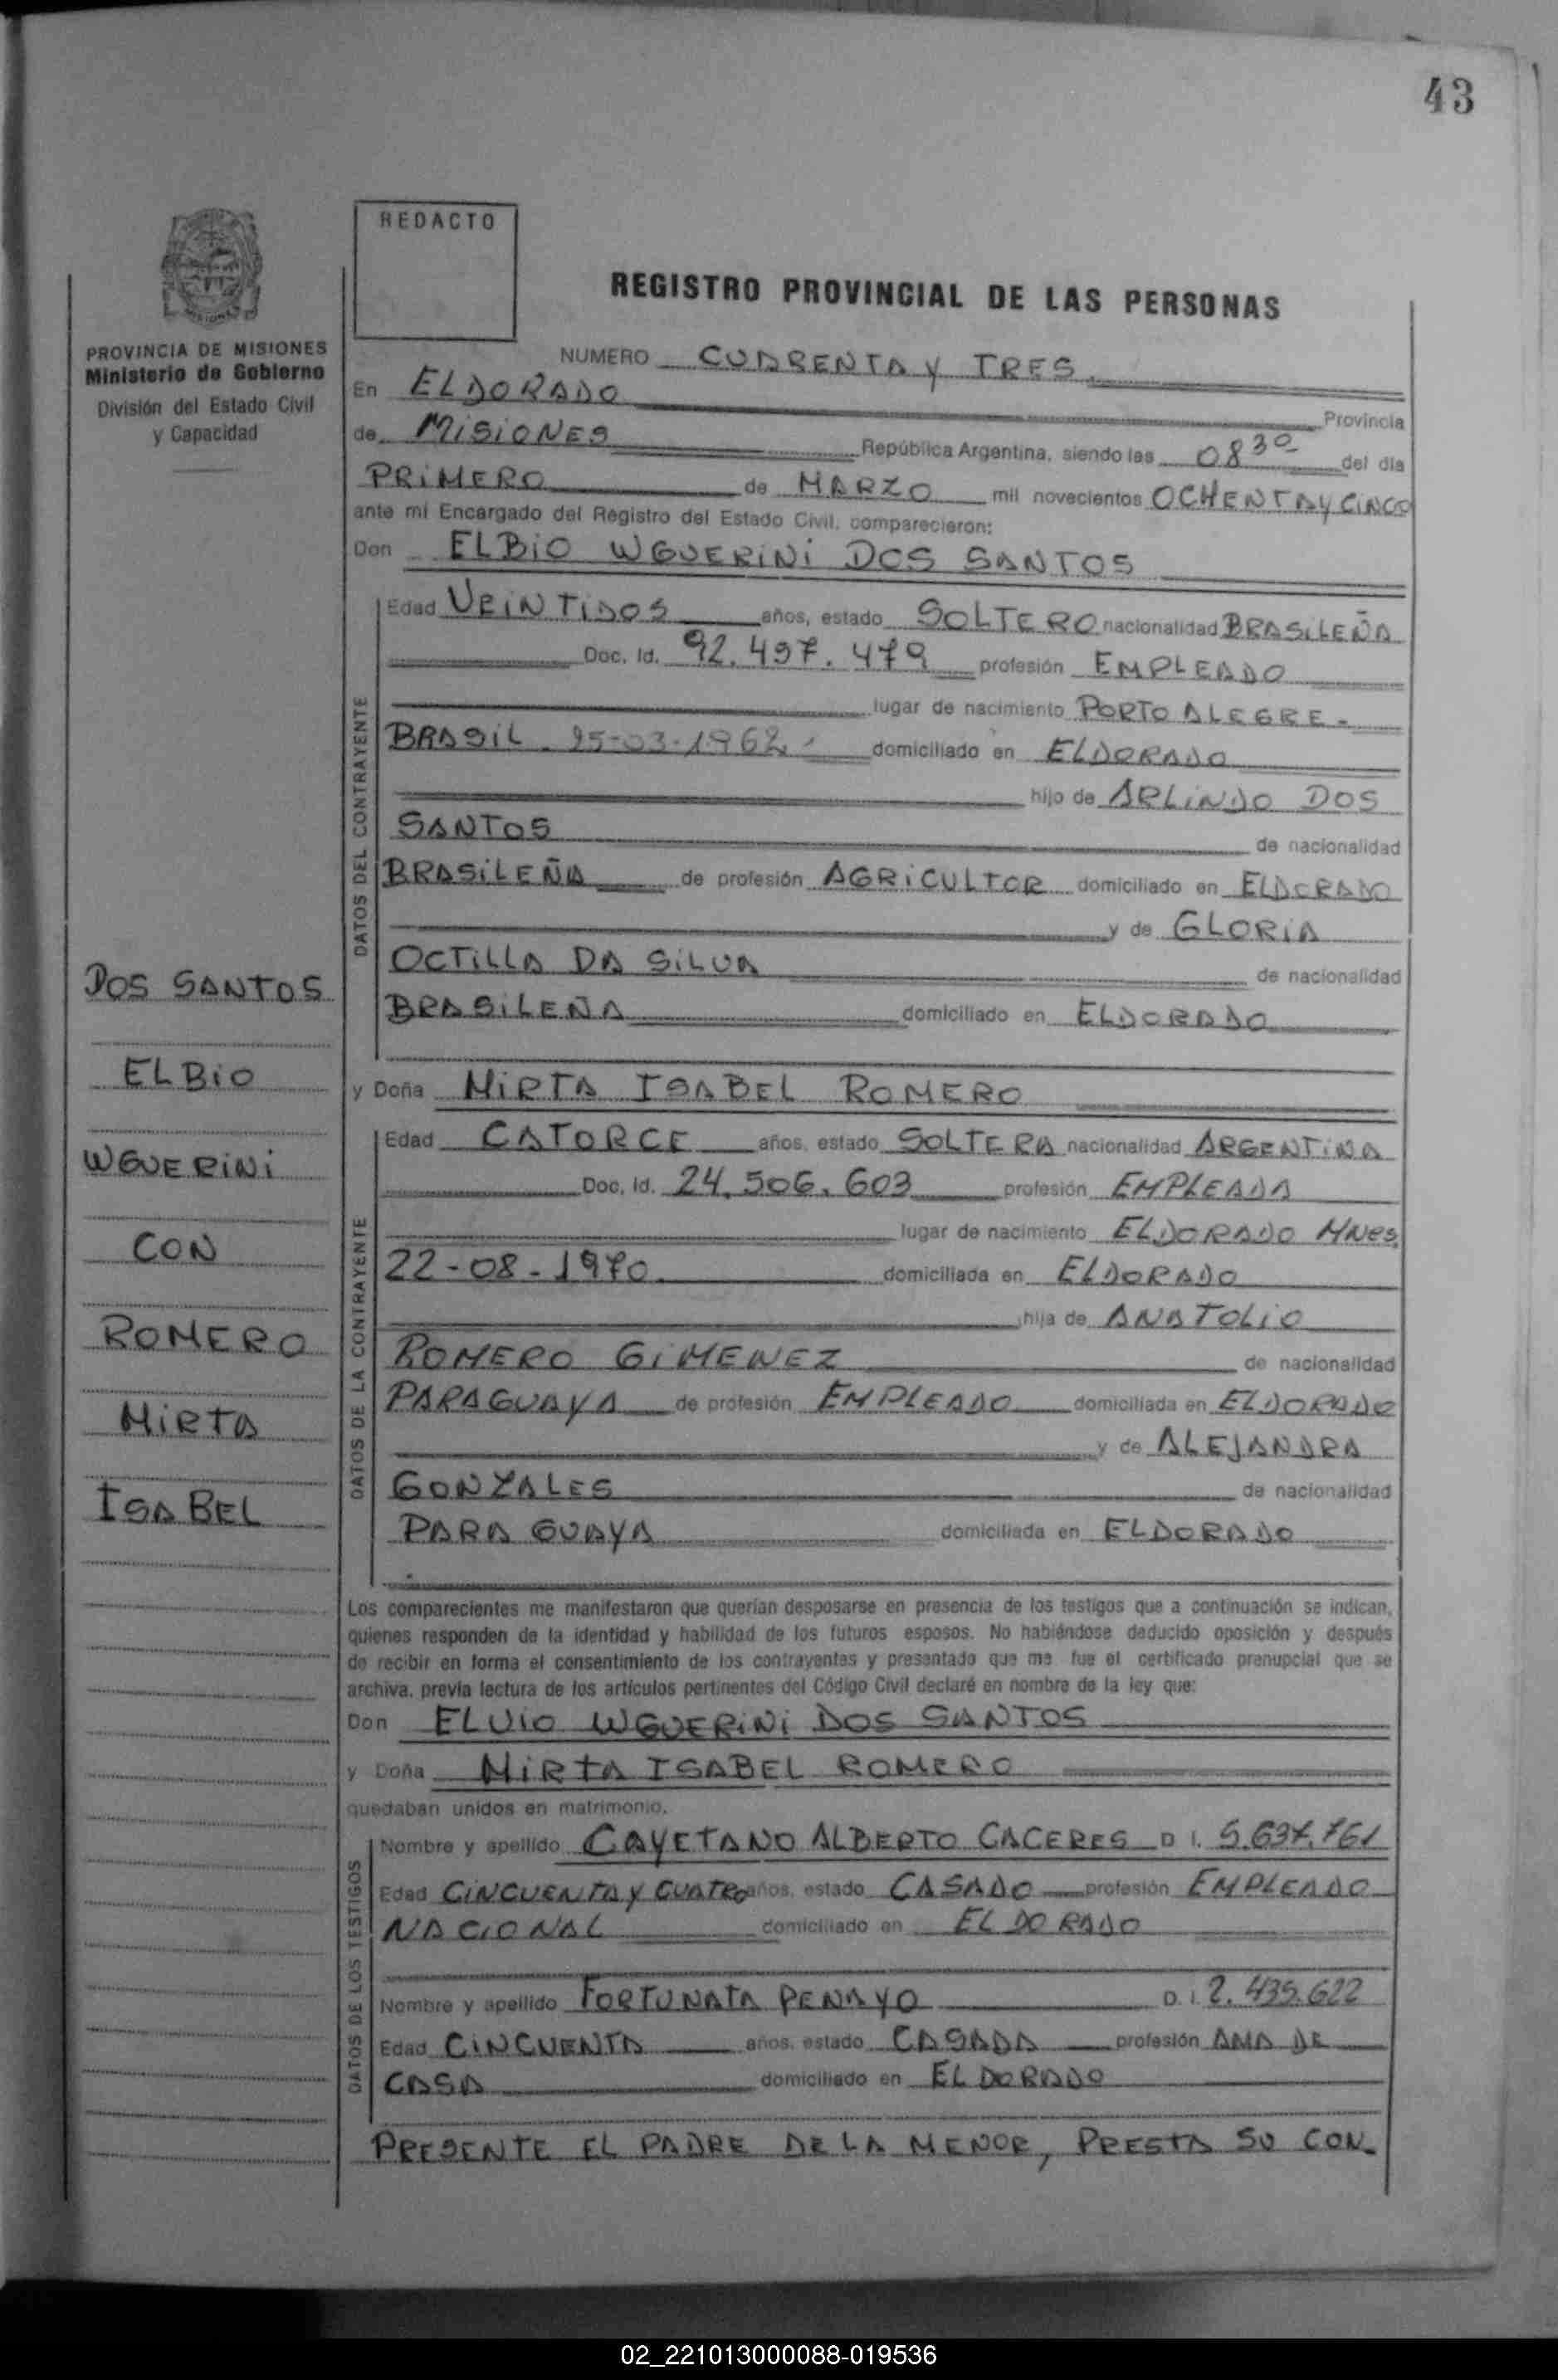 43
REDACTO
REGISTRO PROVINCIAL DE LAS PERSONAS
PROVINCIA DE MISIONES
Ministerio de Gobierno
División del Estado Civil
y Capacidad
NUMERO CUARENTA Y TRES
En ELDORADO Provincia
de MISIONES República Argentina, siendo las 0830 del día
PRIMERO de MARZO mil novecientos OCHENTA Y CINCO
ante mí Encargado del Registro del Estado Civil, comparecieron:
Don ELBIO WGUERINI DOS SANTOS
DATOS DEL CONTRAYENTE
Edad VEINTIDOS años, estado SOLTERO nacionalidad BRASILEÑA
Doc. Id. 92.497.479 profesión EMPLEADO
lugar de nacimiento PORTO ALEGRE -
BRASIL - 25-03-1962 - domiciliado en ELDORADO
hijo de ARLINDO DOS
SANTOS de nacionalidad
BRASILEÑA de profesión AGRICULTOR domiciliado en ELDORADO
y de GLORIA
OCTILLA DA SILVA de nacionalidad
BRASILEÑA domiciliado en ELDORADO
y Doña MIRTA ISABEL ROMERO
DATOS DE LA CONTRAYENTE
Edad CATORCE años, estado SOLTERA nacionalidad ARGENTINA
Doc. Id. 24.506.603 profesión EMPLEADA
lugar de nacimiento ELDORADO Mnes
22-08-1970 domiciliada en ELDORADO
hija de ANATOLIO
ROMERO GIMENEZ de nacionalidad
PARAGUAYA de profesión EMPLEADO domiciliada en ELDORADO
y de ALEJANDRA
GONZALES de nacionalidad
PARAGUAYA domiciliada en ELDORADO
DOS SANTOS
ELBIO
WGUERINI
CON
ROMERO
MIRTA
ISABEL
Los comparecientes me manifestaron que querían desposarse en presencia de los testigos que a continuación se indican,
quienes responden de la identidad y habilidad de los futuros esposos. No habiéndose deducido oposición y después
de recibir en forma el consentimiento de los contrayentes y presentado que me fue el certificado prenupcial que se
archiva, previa lectura de los artículos pertinentes del Código Civil declaré en nombre de la ley que:
Don ELVIO WGUERINI DOS SANTOS
y Doña MIRTA ISABEL ROMERO
quedaban unidos en matrimonio.
DATOS DE LOS TESTIGOS
Nombre y apellido CAYETANO ALBERTO CACERES D. I. 5.637.761
Edad CINCUENTA Y CUATRO años, estado CASADO profesión EMPLEADO
NACIONAL domiciliado en ELDORADO
Nombre y apellido FORTUNATA PENAYO D. I. 2.435.622
Edad CINCUENTA años, estado CASADA profesión AMA DE
CASA domiciliado en ELDORADO
PRESENTE EL PADRE DE LA MENOR, PRESTA SU CON-
02_221013000088-019536